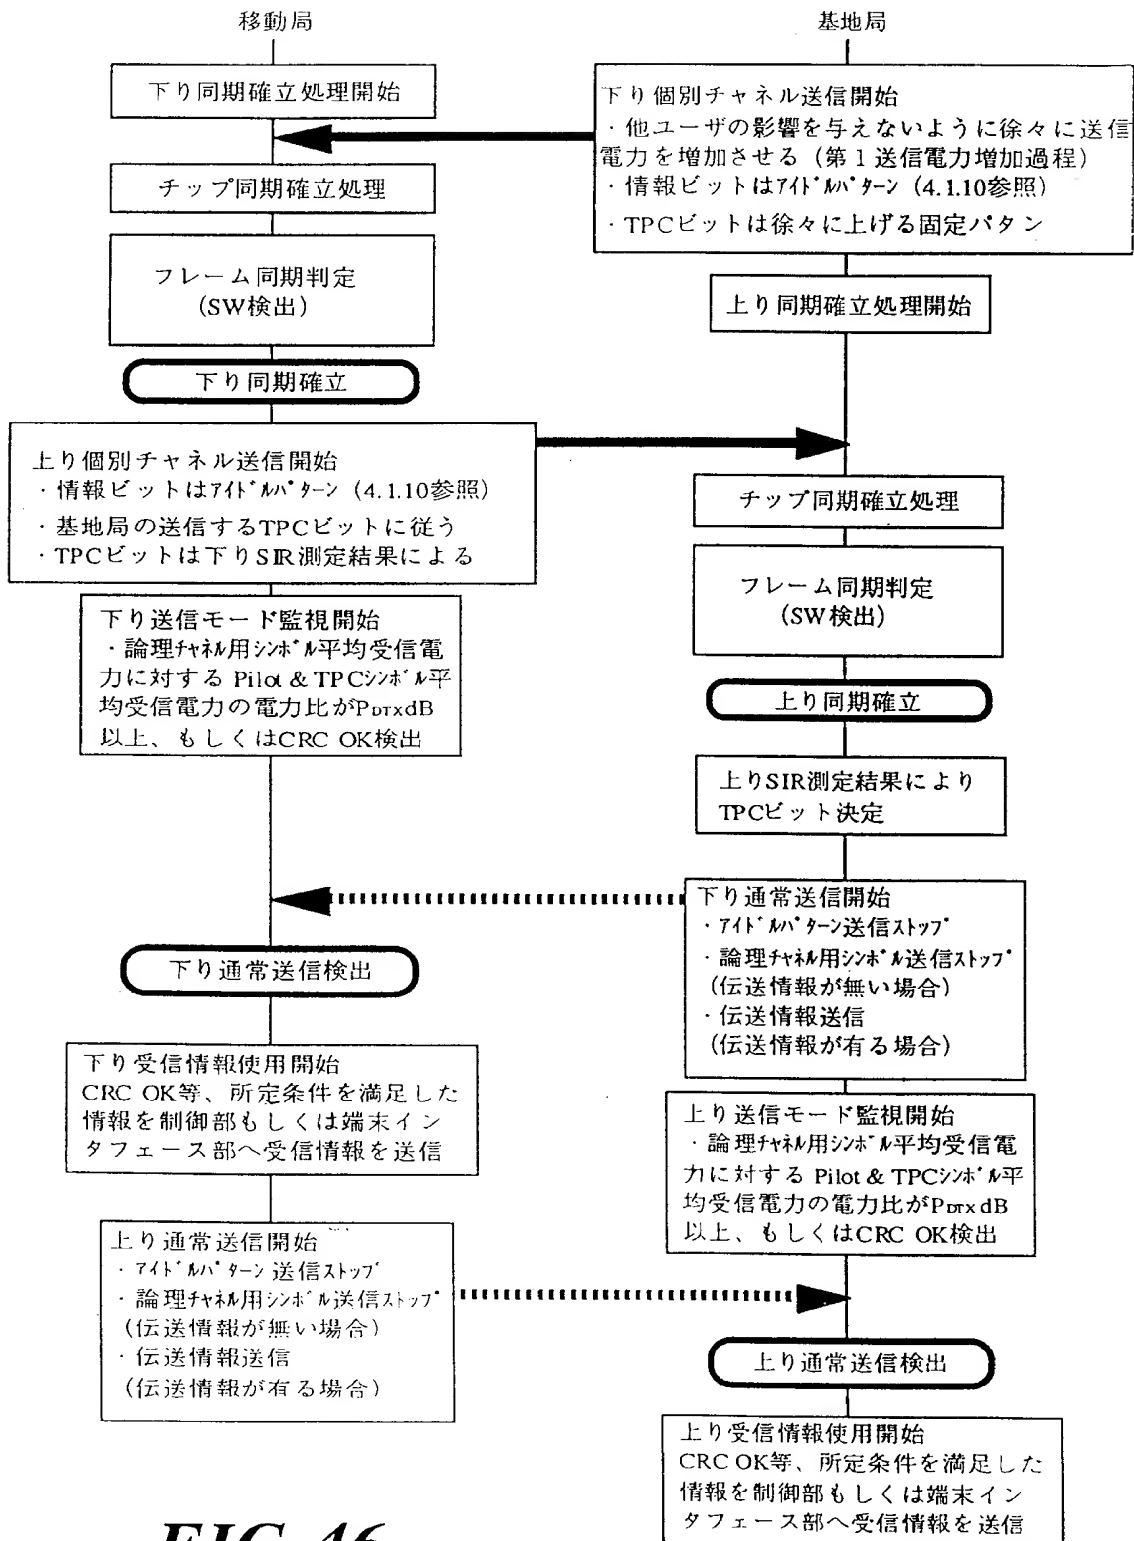 移動局
下り同期確立処理開始
チップ同期確立処理
フレーム同期判定
(SW検出)
下り同期確立
上り個別チャネル送信開始
・情報ビットはアイドルパターン（4.1.10参照）
・基地局の送信するTPCビットに従う
・TPCビットは下りSIR測定結果による
下り送信モード監視開始
・論理チャネル用シンボル平均受信電
力に対する Pilot & TPCシンボル平
均受信電力の電力比がPDTXdB
以上、もしくはCRC OK検出
下り通常送信検出
下り受信情報使用開始
CRC OK等、所定条件を満足した
情報を制御部もしくは端末イン
タフェース部へ受信情報を送信
上り通常送信開始
・アイドルパターン 送信ストップ
・論理チャネル用シンボル送信ストップ
(伝送情報が無い場合)
・伝送情報送信
(伝送情報が有る場合)
基地局
下り個別チャネル送信開始
・他ユーザの影響を与えないように徐々に送信
電力を増加させる（第1送信電力増加過程）
・情報ビットはアイドルパターン（4.1.10参照）
・TPCビットは徐々に上げる固定パタン
上り同期確立処理開始
チップ同期確立処理
フレーム同期判定
(SW検出)
上り同期確立
上りSIR測定結果により
TPCビット決定
下り通常送信開始
・アイドルパターン送信ストップ
・論理チャネル用シンボル送信ストップ
(伝送情報が無い場合)
・伝送情報送信
(伝送情報が有る場合)
上り送信モード監視開始
・論理チャネル用シンボル平均受信電
力に対する Pilot & TPCシンボル平
均受信電力の電力比がPDTX dB
以上、もしくはCRC OK検出
上り通常送信検出
上り受信情報使用開始
CRC OK等、所定条件を満足した
情報を制御部もしくは端末イン
タフェース部へ受信情報を送信
FIG. 46